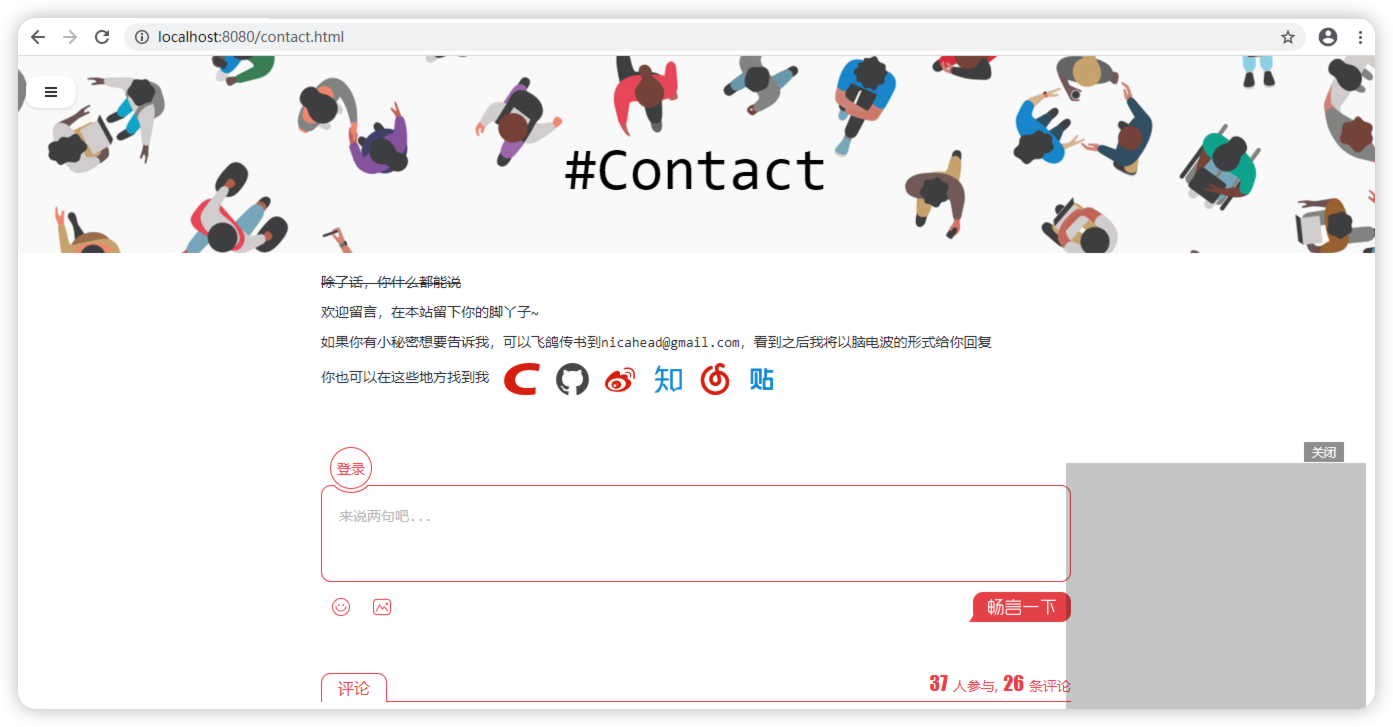 localhost:8080/contact.html
#Contact
除了话，你什么都能说
欢迎留言，在本站留下你的脚丫子~
如果你有小秘密想要告诉我，可以飞鸽传书到nicahead@gmail.com，看到之后我将以脑电波的形式给你回复
你也可以在这些地方找到我 C 知 贴
关闭
登录
来说两句吧...
畅言一下
评论 37 人参与, 26 条评论